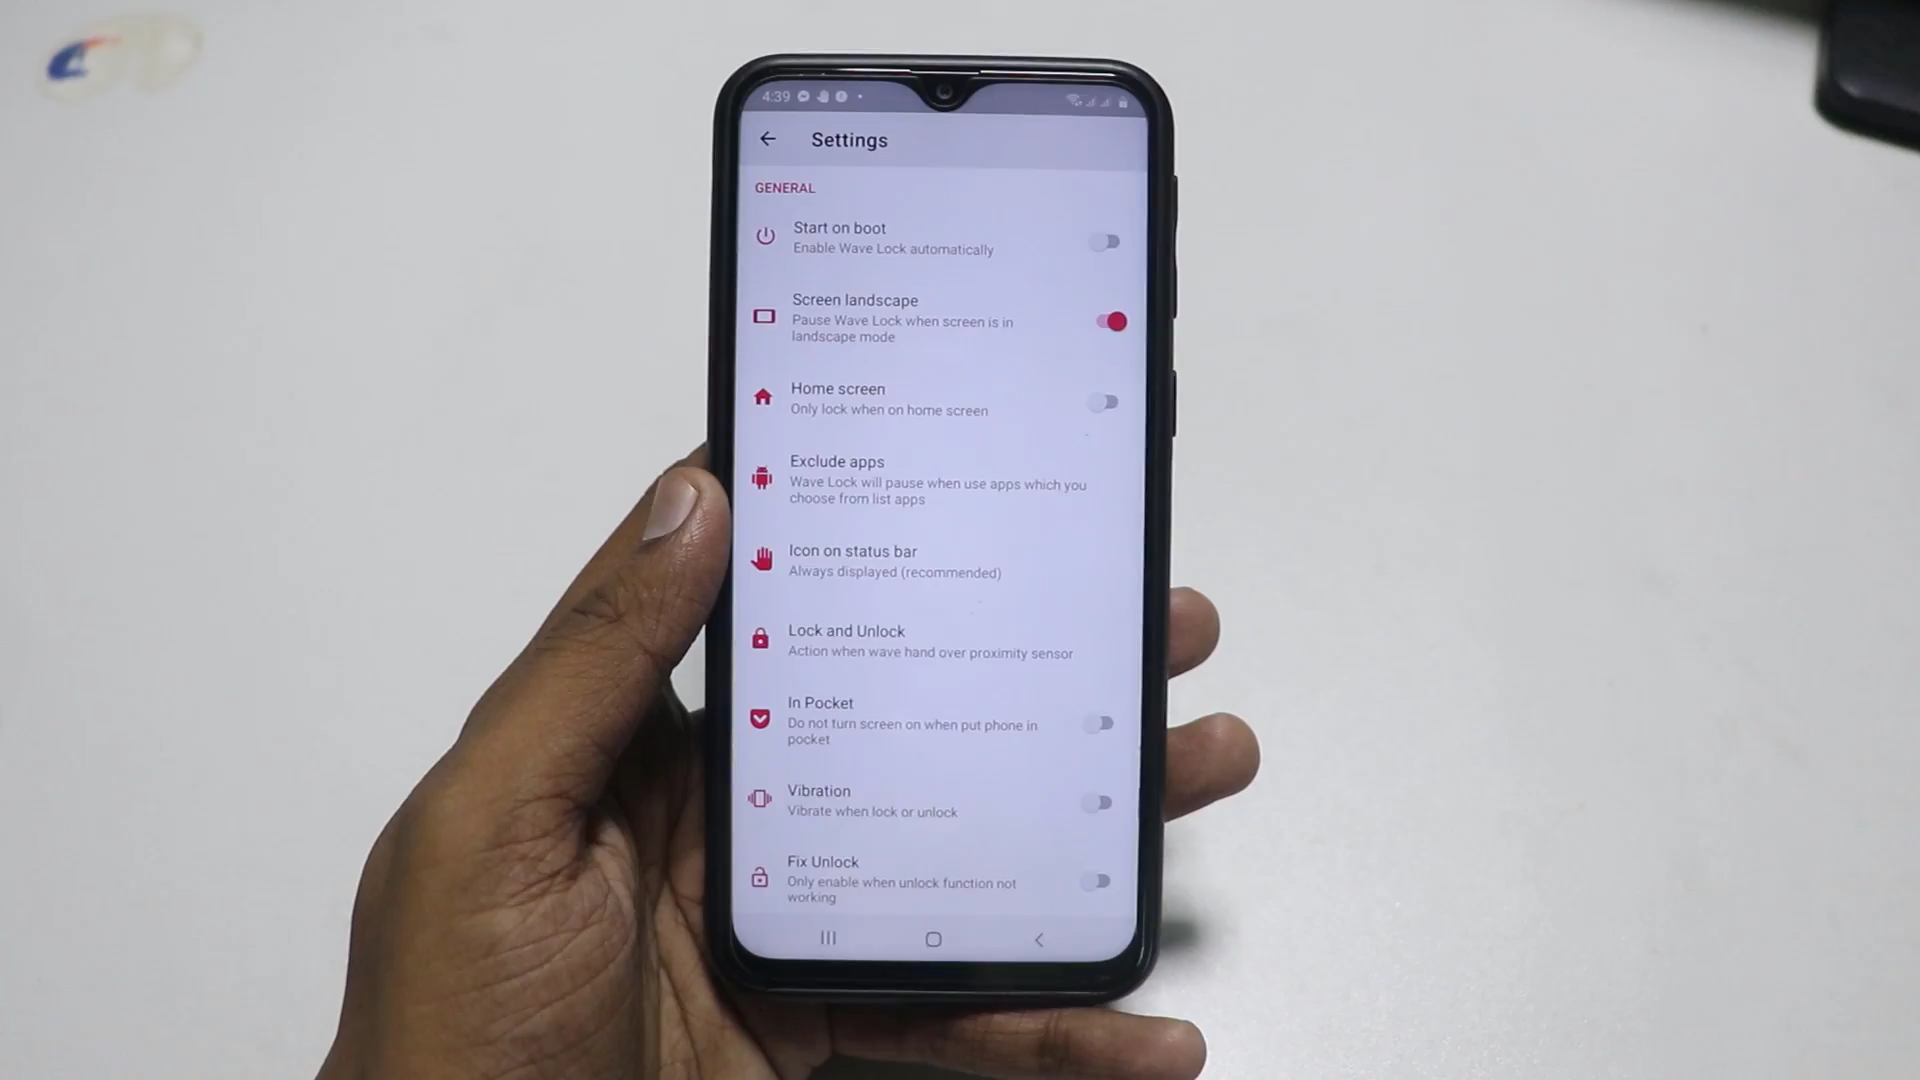 4:39
Settings
GENERAL
Start on boot
Enable Wave Lock automatically
Screen landscape
Pause Wave Lock when screen is in
landscape mode
Home screen
Only lock when on home screen
Exclude apps
Wave Lock will pause when use apps which you
choose from list apps
Icon on status bar
Always displayed (recommended)
Lock and Unlock
Action when wave hand over proximity sensor
In Pocket
Do not turn screen on when put phone in
pocket
Vibration
Vibrate when lock or unlock
Fix Unlock
Only enable when unlock function not
working